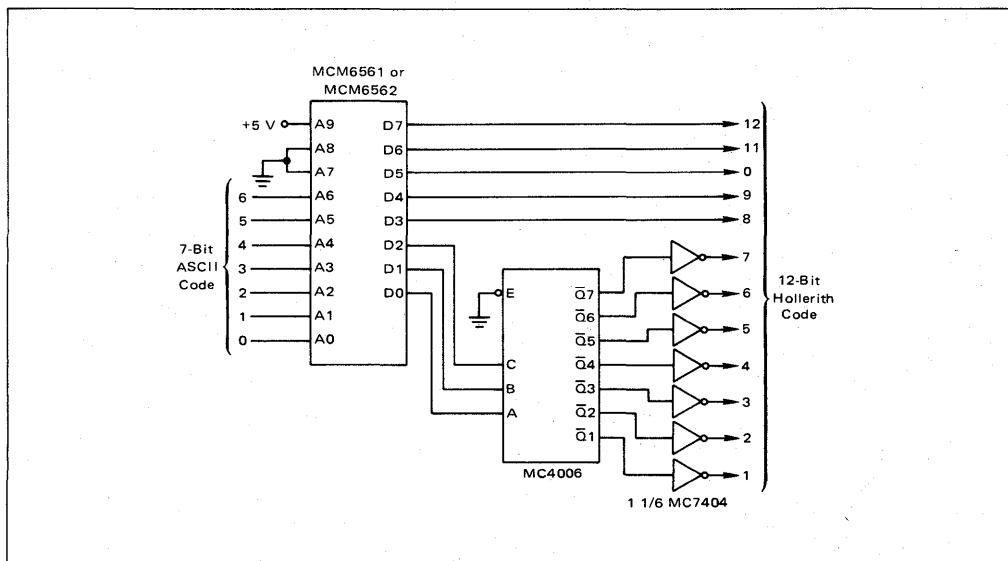 MCM6561 or
MCM6562
+5 V
A9 D7 12
A8 D6 11
A7 D5 0
6 A6 D4 9
5 A5 D3 8
4 A4 D2
3 A3 D1
2 A2 D0
1 A1
0 A0
7-Bit
ASCII
Code
E Q̅7 7
Q̅6 6
Q̅5 5
C Q̅4 4
B Q̅3 3
A Q̅2 2
Q̅1 1
MC4006
1 1/6 MC7404
12-Bit
Hollerith
Code